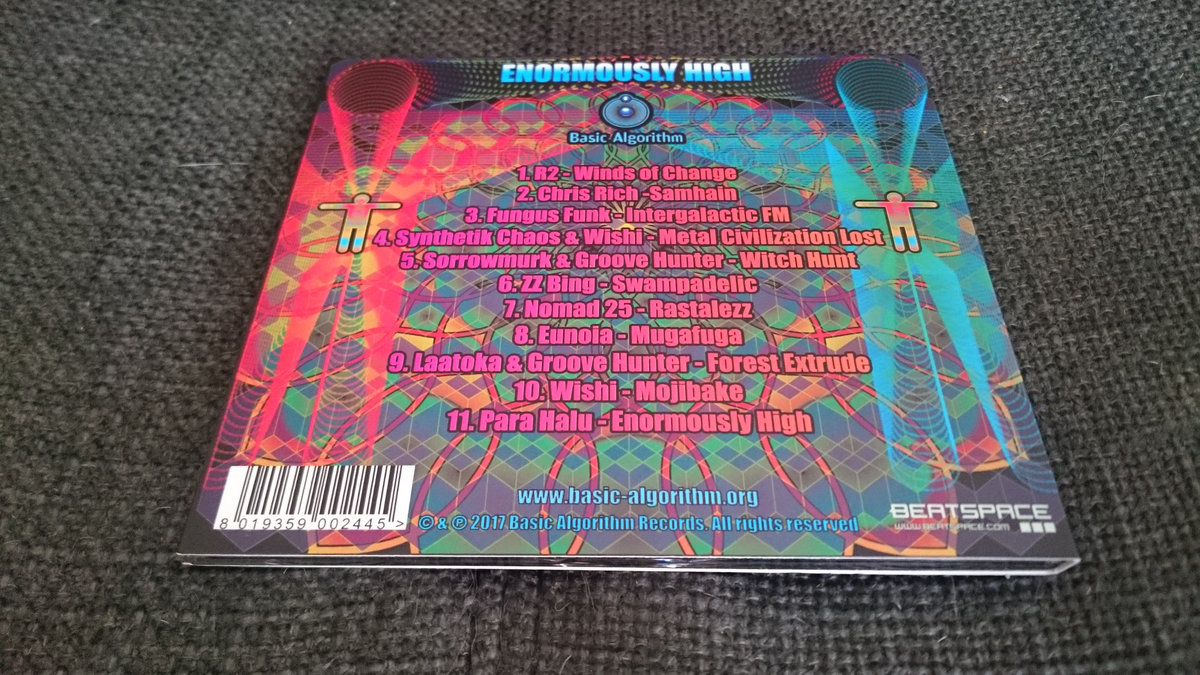 ENORMOUSLY HIGH
Basic Algorithm
1. R2 - Winds of Change
2. Chris Rich -Samhain
3. Fungus Funk - Intergalactic FM
4. Synthetik Chaos & Wishi - Metal Civilization Lost
5. Sorrowmurk & Groove Hunter - Witch Hunt
6. ZZ Bing - Swampadelic
7. Nomad 25 - Rastalezz
8. Eunoia - Mugafuga
9. Laatoka & Groove Hunter - Forest Extrude
10. Wishi - Mojibake
11. Para Halu - Enormously High
www.basic-algorithm.org
© & ℗ 2017 Basic Algorithm Records. All rights reserved
8 019359 002445 >
BEATSPACE
WWW.BEATSPACE.COM